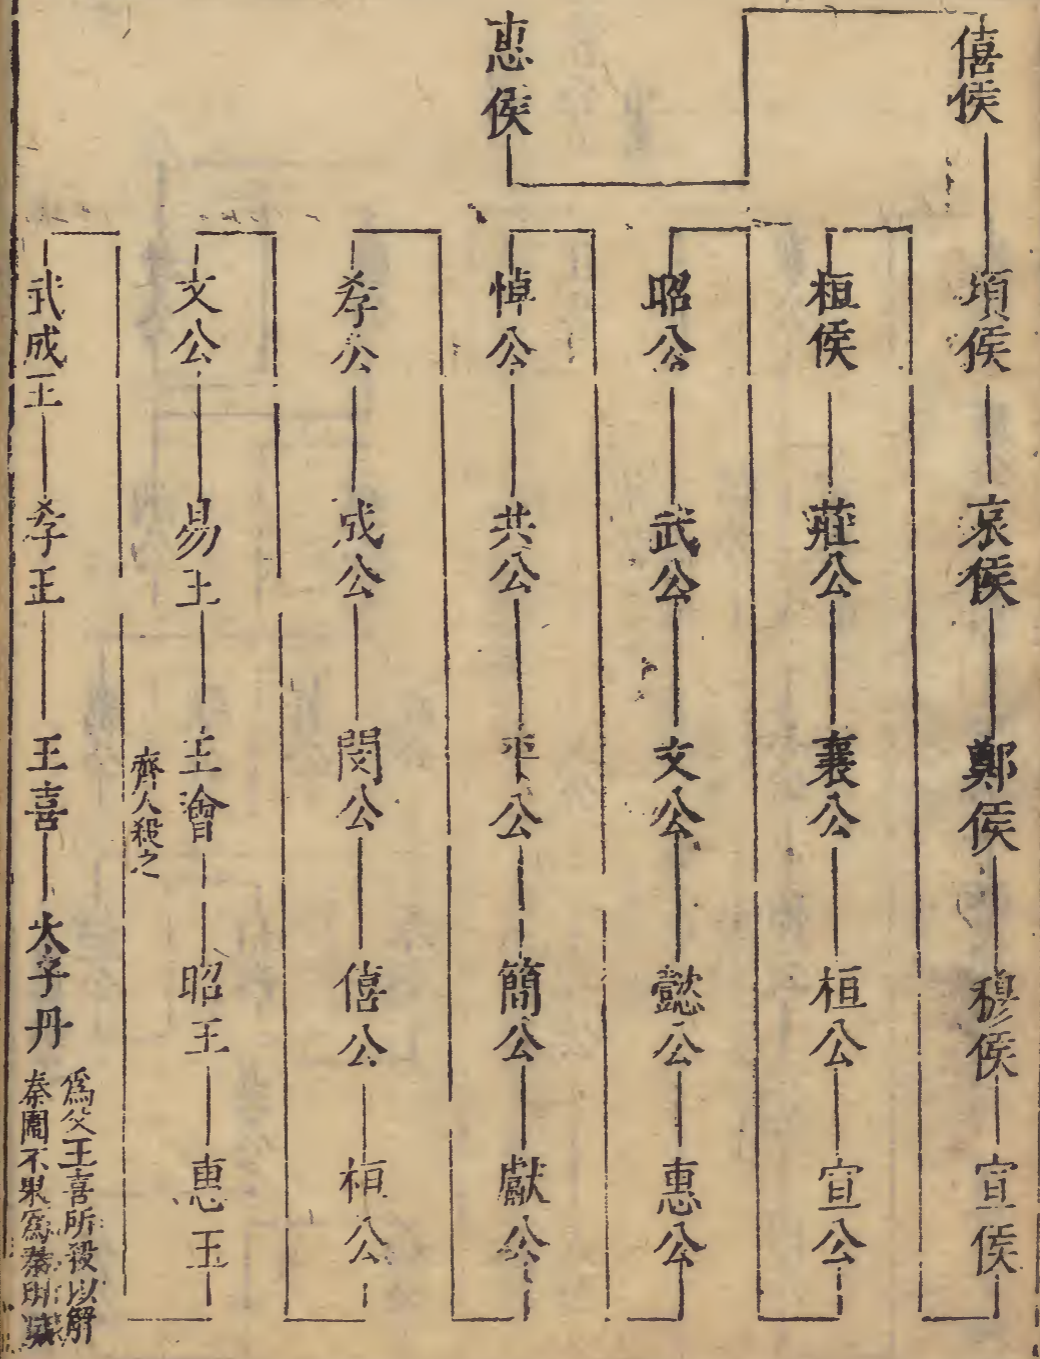 惠侯
僖侯
頃侯
哀侯
鄭侯
穆侯
宣侯
桓侯
莊公
襄公
桓公
宣公
昭公
武公
文公
懿公
惠公
悼公
共公
平公
簡公
獻公
孝公
成公
閔公
僖公
桓公
文公
易王
王澮
齊人殺之
昭王
惠王
武成王
孝王
王喜
太子丹
為父王喜所殺以解
秦圍不果為秦所滅